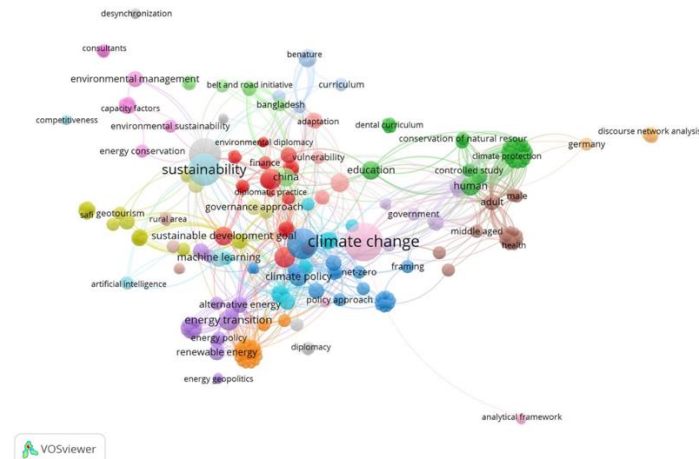 desynchronization
consultants
benature
environmental management
belt and road initiative
curriculum
bangladesh
capacity factors
competitiveness
environmental sustainability
adaptation
dental curriculum
discourse network analysis
conservation of natural resour
germany
environmental diplomacy
energy conservation
finance
vulnerability
climate protection
sustainability
china
education
controlled study
human
diplomatic practice
male
adult
governance approach
safi
geotourism
rural area
government
sustainable development goal
climate change
middle aged
health
machine learning
framing
climate policy
net-zero
artificial intelligence
policy approach
alternative energy
energy transition
energy policy
renewable energy
diplomacy
energy geopolitics
analytical framework
VOSviewer